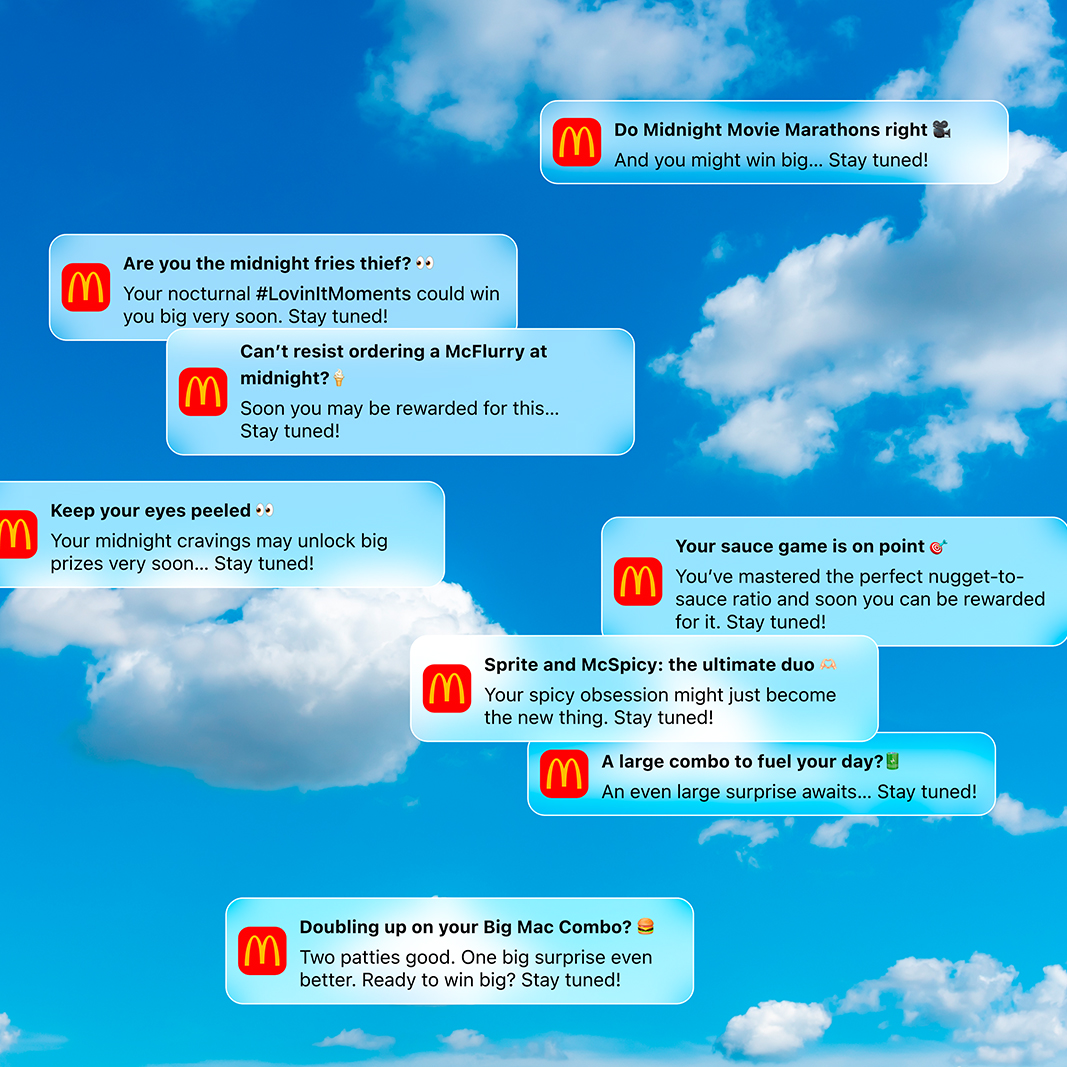 Do Midnight Movie Marathons right 🎥
And you might win big... Stay tuned!
Are you the midnight fries thief? 👀
Your nocturnal #LovinItMoments could win
you big very soon. Stay tuned!
Can't resist ordering a McFlurry at
midnight?🍦
Soon you may be rewarded for this...
Stay tuned!
Keep your eyes peeled 👀
Your midnight cravings may unlock big
prizes very soon... Stay tuned!
Your sauce game is on point 🎯
You've mastered the perfect nugget-to-
sauce ratio and soon you can be rewarded
for it. Stay tuned!
Sprite and McSpicy: the ultimate duo 🫶🏻
Your spicy obsession might just become
the new thing. Stay tuned!
A large combo to fuel your day?🔋
An even large surprise awaits... Stay tuned!
Doubling up on your Big Mac Combo? 🍔
Two patties good. One big surprise even
better. Ready to win big? Stay tuned!